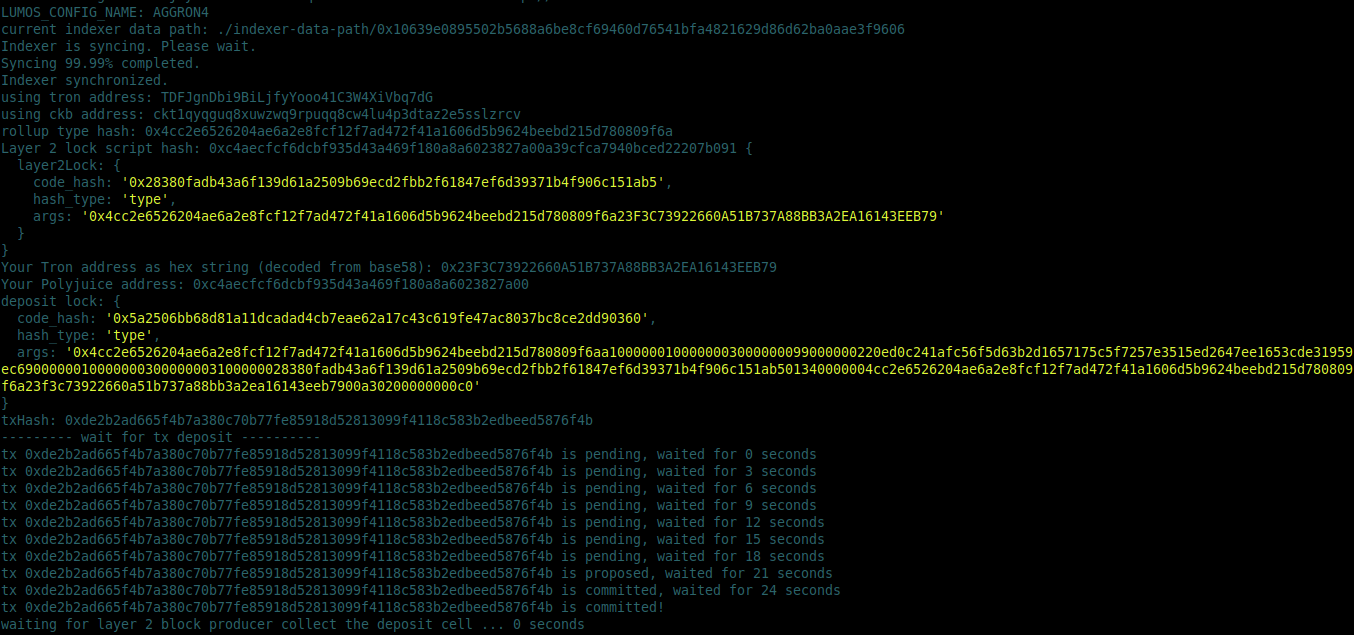 LUMOS_CONFIG_NAME: AGGRON4
current indexer data path: ./indexer-data-path/0x10639e0895502b5688a6be8cf69460d76541bfa4821629d86d62ba0aae3f9606
Indexer is syncing. Please wait.
Syncing 99.99% completed.
Indexer synchronized.
using tron address: TDFJgnDbi9BiLjfyYooo41C3W4XiVbq7dG
using ckb address: ckt1qyqguq8xuwzwq9rpuqq8cw4lu4p3dtaz2e5sslzrcv
rollup type hash: 0x4cc2e6526204ae6a2e8fcf12f7ad472f41a1606d5b9624beebd215d780809f6a
Layer 2 lock script hash: 0xc4aecfcf6dcbf935d43a469f180a8a6023827a00a39cfca7940bced22207b091 {
layer2Lock: {
code_hash: '0x28380fadb43a6f139d61a2509b69ecd2fbb2f61847ef6d39371b4f906c151ab5',
hash_type: 'type',
args: '0x4cc2e6526204ae6a2e8fcf12f7ad472f41a1606d5b9624beebd215d780809f6a23F3C73922660A51B737A88BB3A2EA16143EEB79'
}
}
Your Tron address as hex string (decoded from base58): 0x23F3C73922660A51B737A88BB3A2EA16143EEB79
Your Polyjuice address: 0xc4aecfcf6dcbf935d43a469f180a8a6023827a00
deposit lock: {
code_hash: '0x5a2506bb68d81a11dcadad4cb7eae62a17c43c619fe47ac8037bc8ce2dd90360',
hash_type: 'type',
args: '0x4cc2e6526204ae6a2e8fcf12f7ad472f41a1606d5b9624beebd215d780809f6aa10000001000000030000000099000000220ed0c241afc56f5d63b2d1657175c5f7257e3515ed2647ee1653cde31959
ec69000000010000000300000003100000028380fadb43a6f139d61a2509b69ecd2fbb2f61847ef6d39371b4f906c151ab501340000004cc2e6526204ae6a2e8fcf12f7ad472f41a1606d5b9624beebd215d780809
f6a23f3c73922660a51b737a88bb3a2ea16143eeb7900a30200000000c0'
}
txHash: 0xde2b2ad665f4b7a380c70b77fe85918d52813099f4118c583b2edbeed5876f4b
--------- wait for tx deposit ----------
tx 0xde2b2ad665f4b7a380c70b77fe85918d52813099f4118c583b2edbeed5876f4b is pending, waited for 0 seconds
tx 0xde2b2ad665f4b7a380c70b77fe85918d52813099f4118c583b2edbeed5876f4b is pending, waited for 3 seconds
tx 0xde2b2ad665f4b7a380c70b77fe85918d52813099f4118c583b2edbeed5876f4b is pending, waited for 6 seconds
tx 0xde2b2ad665f4b7a380c70b77fe85918d52813099f4118c583b2edbeed5876f4b is pending, waited for 9 seconds
tx 0xde2b2ad665f4b7a380c70b77fe85918d52813099f4118c583b2edbeed5876f4b is pending, waited for 12 seconds
tx 0xde2b2ad665f4b7a380c70b77fe85918d52813099f4118c583b2edbeed5876f4b is pending, waited for 15 seconds
tx 0xde2b2ad665f4b7a380c70b77fe85918d52813099f4118c583b2edbeed5876f4b is pending, waited for 18 seconds
tx 0xde2b2ad665f4b7a380c70b77fe85918d52813099f4118c583b2edbeed5876f4b is proposed, waited for 21 seconds
tx 0xde2b2ad665f4b7a380c70b77fe85918d52813099f4118c583b2edbeed5876f4b is committed, waited for 24 seconds
tx 0xde2b2ad665f4b7a380c70b77fe85918d52813099f4118c583b2edbeed5876f4b is committed!
waiting for layer 2 block producer collect the deposit cell ... 0 seconds